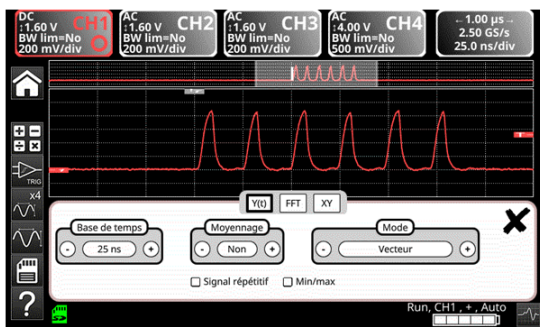 DC
÷1.60 V
CH1
BW lim=No
200 mV/div
AC
÷1.60 V
CH2
BW lim=No
200 mV/div
AC
÷1.60 V
CH3
BW lim=No
200 mV/div
AC
÷4.00 V
CH4
BW lim=No
500 mV/div
←1.00 µs→
2.50 GS/s
25.0 ns/div
TRIG
x4
Y(t)
FFT
XY
Base de temps
- 25 ns +
Moyennage
- Non +
Mode
- Vecteur +
Signal répétitif
Min/max
?
Run, CH1 , + , Auto